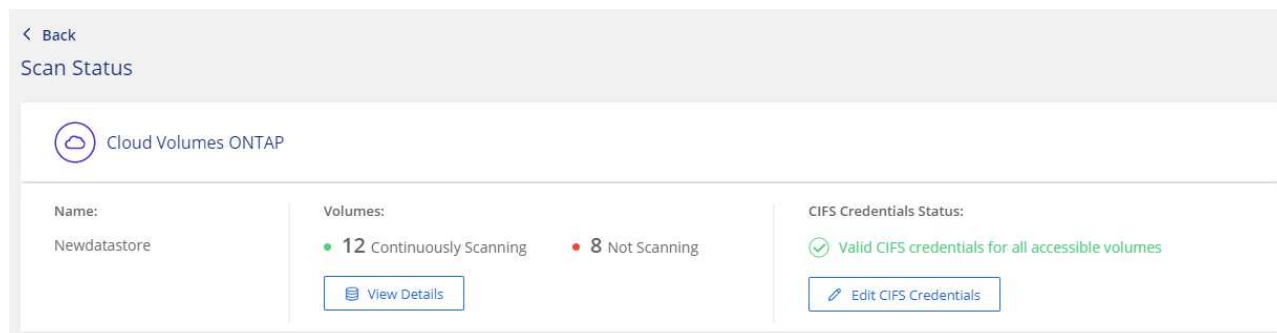 Back
Scan Status
Cloud Volumes ONTAP
Name:
Newdatastore
Volumes:
12 Continuously Scanning
8 Not Scanning
View Details
CIFS Credentials Status:
Valid CIFS credentials for all accessible volumes
Edit CIFS Credentials